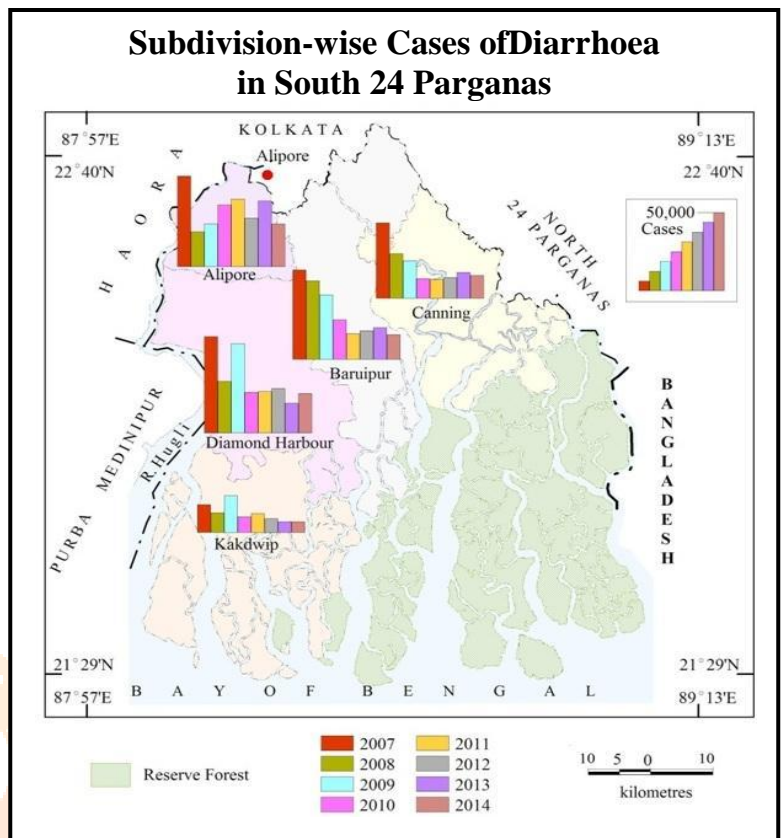 Subdivision-wise Cases ofDiarrhoea
in South 24 Parganas
KOLKATA
87°57'E
89°13'E
22°40'N
22°40'N
Alipore
HAORA
NORTH
24 PARGANAS
50,000
Cases
Alipore
Canning
Baruipur
BANGLADESH
PURBA MEDINIPUR
R.Hugli
Diamond Harbour
Kakdwip
21°29'N
21°29'N
87°57'E
BAY OF BENGAL
89°13'E
Reserve Forest
2007
2008
2009
2010
2011
2012
2013
2014
10 5 0 10
kilometres